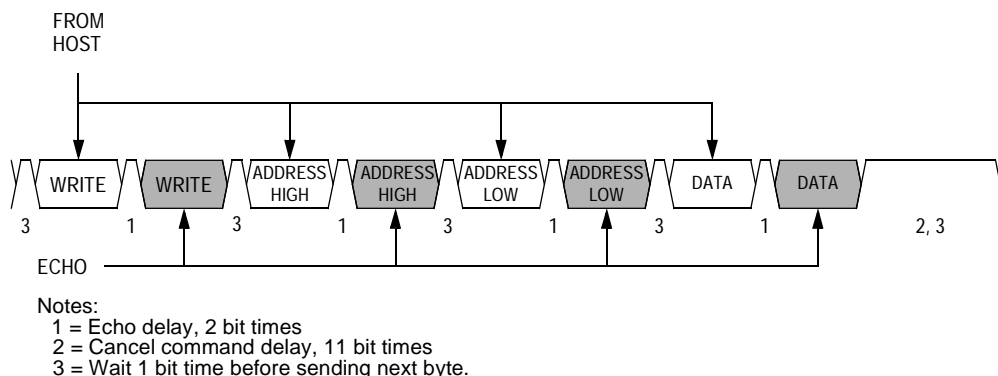 FROM
HOST
WRITE WRITE ADDRESS HIGH ADDRESS HIGH ADDRESS LOW ADDRESS LOW DATA DATA
3 1 3 1 3 1 3 1 2, 3
ECHO
Notes:
1 = Echo delay, 2 bit times
2 = Cancel command delay, 11 bit times
3 = Wait 1 bit time before sending next byte.